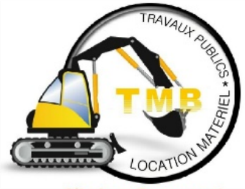 TRAVAUX PUBLICS *
LOCATION MATERIEL
TMB